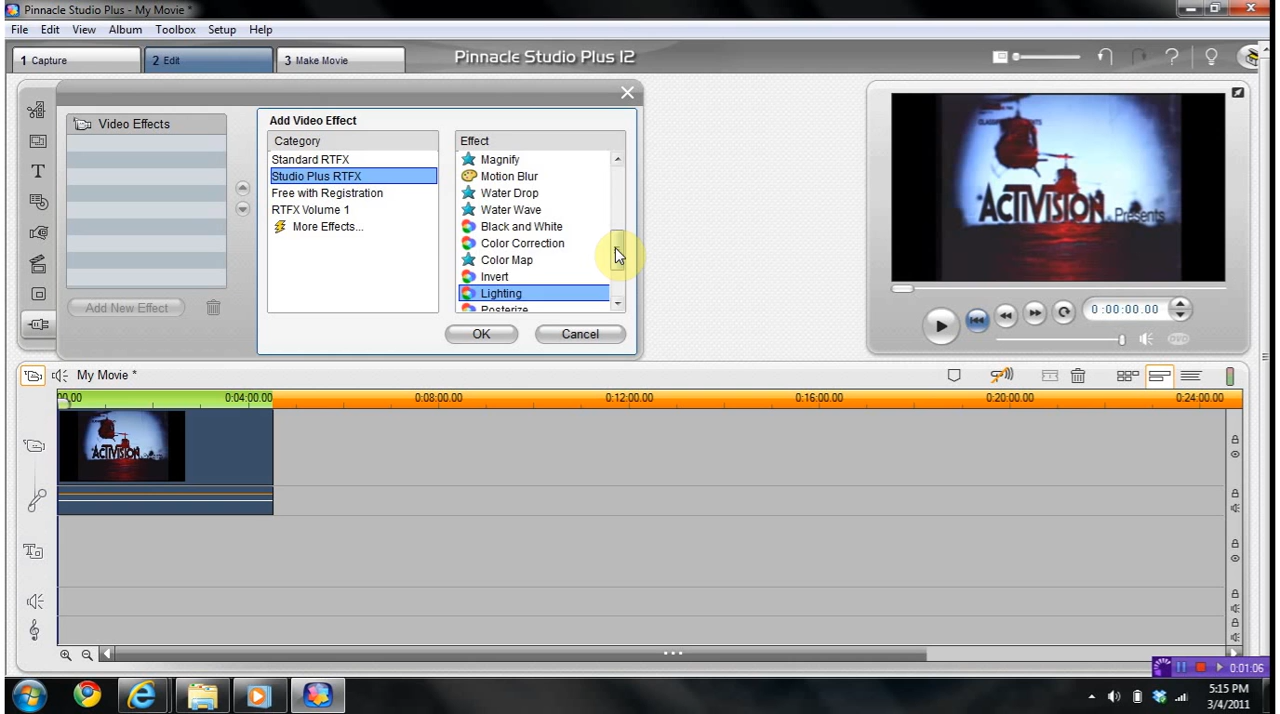 Pinnacle Studio Plus - My Movie *
File Edit View Album Toolbox Setup Help
1 Capture
2 Edit
3 Make Movie
Pinnacle Studio Plus 12
Video Effects
Add New Effect
Add Video Effect
Category
Standard RTFX
Studio Plus RTFX
Free with Registration
RTFX Volume 1
More Effects...
Effect
Magnify
Motion Blur
Water Drop
Water Wave
Black and White
Color Correction
Color Map
Invert
Lighting
Posterize
OK
Cancel
ACTIVISION
Presents
0:00:00.00
DVD
My Movie *
00.00 0:04:00.00 0:08:00.00 0:12:00.00 0:16:00.00 0:20:00.00 0:24:00.00
ACTIVISION
0:01:06
5:15 PM
3/4/2011